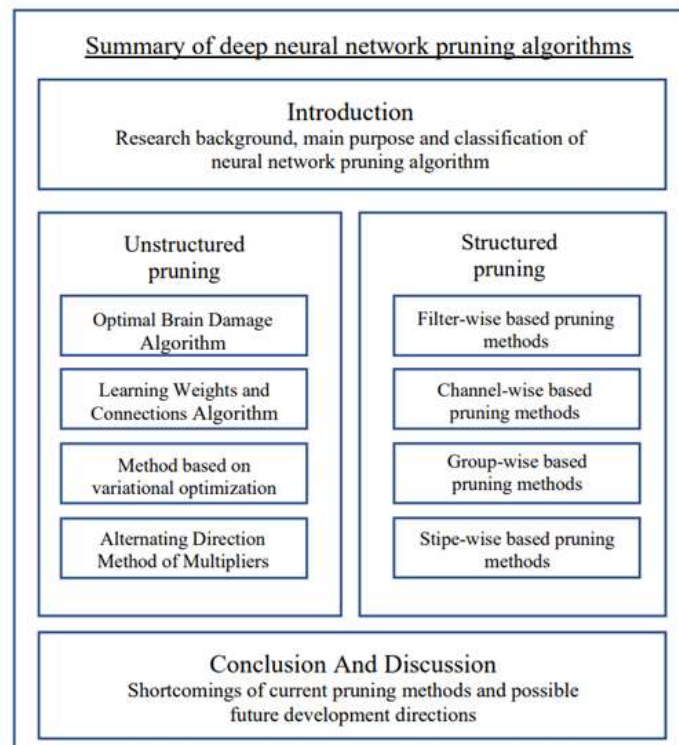 Summary of deep neural network pruning algorithms
Introduction
Research background, main purpose and classification of
neural network pruning algorithm
Unstructured
pruning
Optimal Brain Damage
Algorithm
Learning Weights and
Connections Algorithm
Method based on
variational optimization
Alternating Direction
Method of Multipliers
Structured
pruning
Filter-wise based pruning
methods
Channel-wise based
pruning methods
Group-wise based
pruning methods
Stipe-wise based pruning
methods
Conclusion And Discussion
Shortcomings of current pruning methods and possible
future development directions